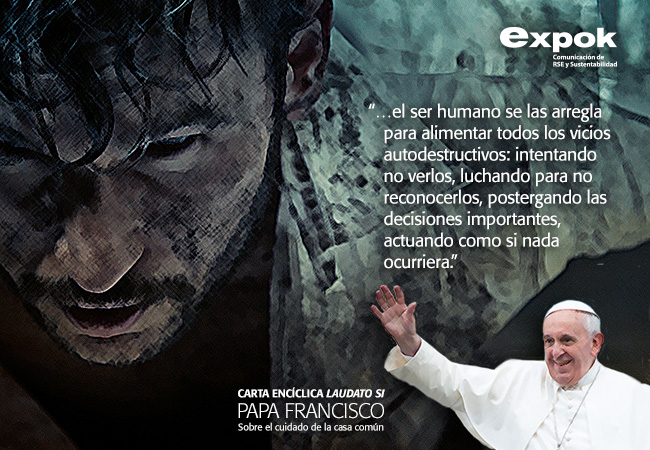 expok
Comunicación de
RSE y Sustentabilidad
“…el ser humano se las arregla
para alimentar todos los vicios
autodestructivos: intentando
no verlos, luchando para no
reconocerlos, postergando las
decisiones importantes,
actuando como si nada
ocurriera.”
CARTA ENCÍCLICA LAUDATO SI
PAPA FRANCISCO
Sobre el cuidado de la casa común